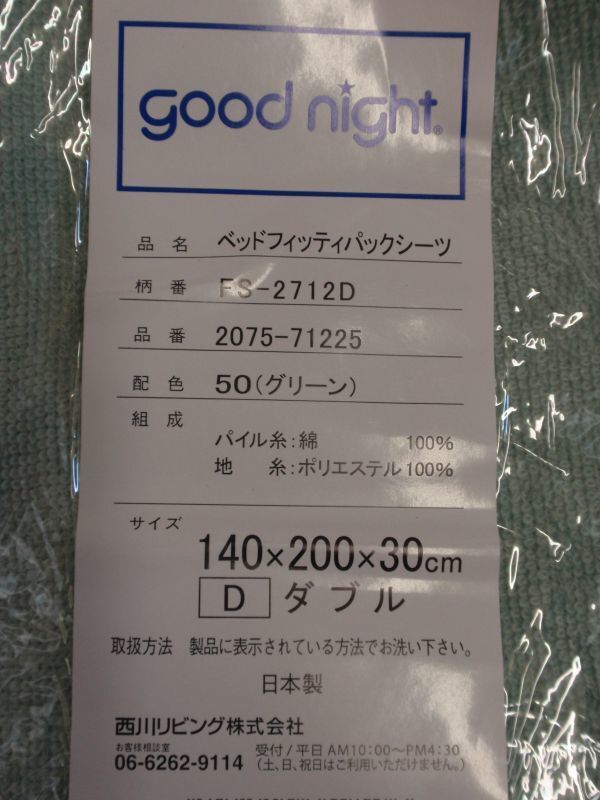 good night®
品名 ベッドフィッティパックシーツ
柄番 FS-2712D
品番 2075-71225
配色 50(グリーン)
組成
パイル糸:綿 100%
地 糸:ポリエステル100%
サイズ
140×200×30cm
D ダブル
取扱方法 製品に表示されている方法でお洗い下さい。
日本製
西川リビング株式会社
お客様相談室
06-6262-9114
受付/平日 AM10:00〜PM4:30
(土、日、祝日はご利用いただけません。)